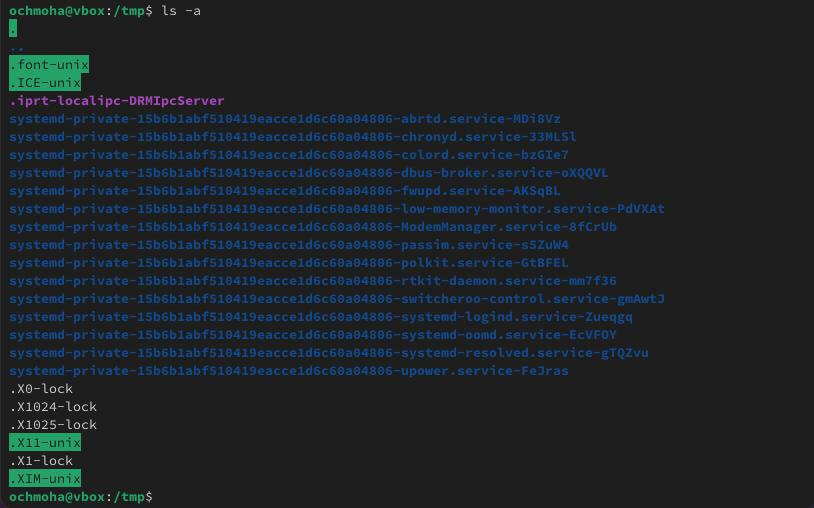 ochmoha@vbox:/tmp$ ls -a
.
..
.font-unix
.ICE-unix
.iprt-localipc-DRMIpcServer
systemd-private-15b6b1abf510419eacce1d6c60a04806-abrtd.service-MDi8Vz
systemd-private-15b6b1abf510419eacce1d6c60a04806-chronyd.service-33MLSl
systemd-private-15b6b1abf510419eacce1d6c60a04806-colord.service-bzGIe7
systemd-private-15b6b1abf510419eacce1d6c60a04806-dbus-broker.service-oXQQVL
systemd-private-15b6b1abf510419eacce1d6c60a04806-fwupd.service-AKSqBL
systemd-private-15b6b1abf510419eacce1d6c60a04806-low-memory-monitor.service-PdVXAt
systemd-private-15b6b1abf510419eacce1d6c60a04806-ModemManager.service-8fCrUb
systemd-private-15b6b1abf510419eacce1d6c60a04806-passim.service-s5ZuW4
systemd-private-15b6b1abf510419eacce1d6c60a04806-polkit.service-GtBFEL
systemd-private-15b6b1abf510419eacce1d6c60a04806-rtkit-daemon.service-mm7f36
systemd-private-15b6b1abf510419eacce1d6c60a04806-switcheroo-control.service-gmAwtJ
systemd-private-15b6b1abf510419eacce1d6c60a04806-systemd-logind.service-Zueqgq
systemd-private-15b6b1abf510419eacce1d6c60a04806-systemd-oomd.service-EcVFOY
systemd-private-15b6b1abf510419eacce1d6c60a04806-systemd-resolved.service-gTQZvu
systemd-private-15b6b1abf510419eacce1d6c60a04806-upower.service-FeJras
.X0-lock
.X1024-lock
.X1025-lock
.X11-unix
.X1-lock
.XIM-unix
ochmoha@vbox:/tmp$